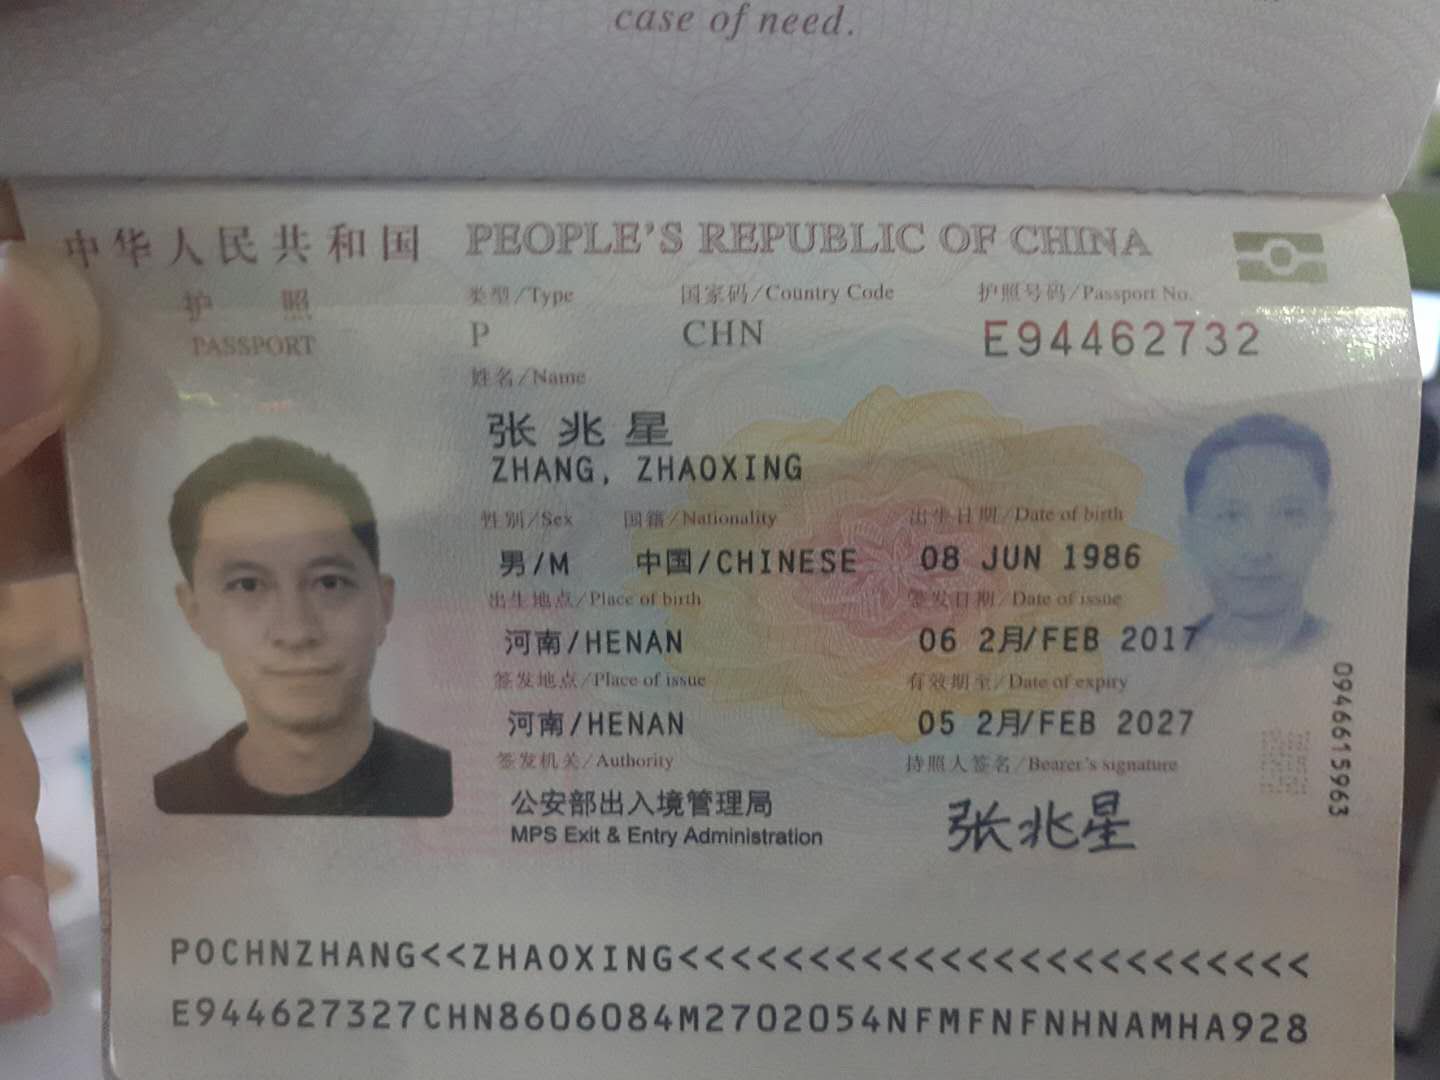 case of need.
中华人民共和国 PEOPLE'S REPUBLIC OF CHINA
护 照
PASSPORT
类型/Type 国家码/Country Code 护照号码/Passport No.
P CHN E94462732
姓名/Name
张兆星
ZHANG, ZHAOXING
性别/Sex 国籍/Nationality 出生日期/Date of birth
男/M 中国/CHINESE 08 JUN 1986
出生地点/Place of birth 签发日期/Date of issue
河南/HENAN 06 2月/FEB 2017
签发地点/Place of issue 有效期至/Date of expiry
河南/HENAN 05 2月/FEB 2027
签发机关/Authority 持照人签名/Bearer's signature
公安部出入境管理局 张兆星
MPS Exit & Entry Administration
0946615963
POCHNZHANG<<ZHAOXING<<<<<<<<<<<<<<<<<<<<<<<<
E944627327CHN8606084M2702054NFMFNFNHNAMHA928